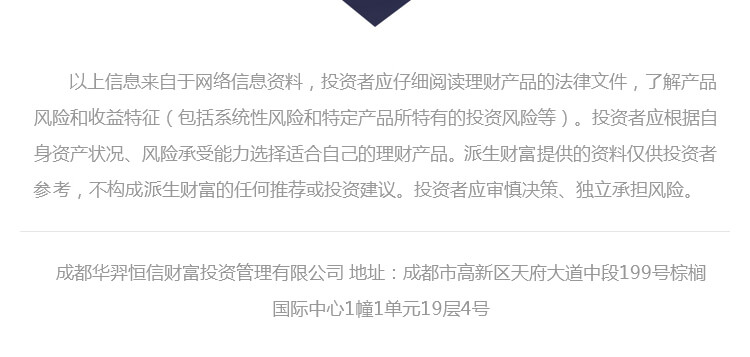 以上信息来自于网络信息资料，投资者应仔细阅读理财产品的法律文件，了解产品
风险和收益特征（包括系统性风险和特定产品所特有的投资风险等）。投资者应根据自
身资产状况、风险承受能力选择适合自己的理财产品。派生财富提供的资料仅供投资者
参考，不构成派生财富的任何推荐或投资建议。投资者应审慎决策、独立承担风险。
成都华羿恒信财富投资管理有限公司 地址：成都市高新区天府大道中段199号棕榈
国际中心1幢1单元19层4号